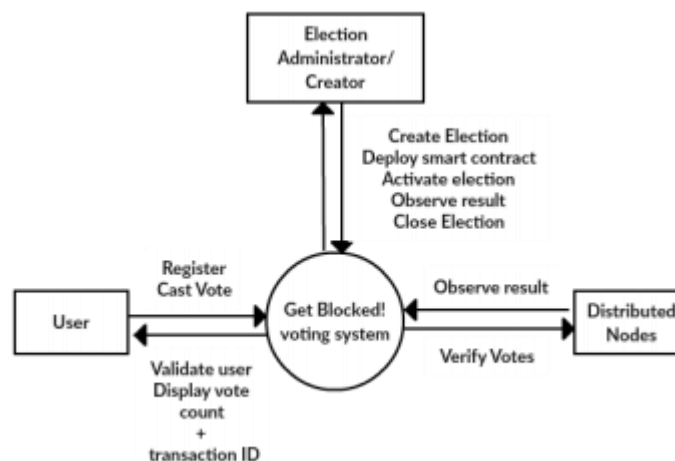 Election
Administrator/
Creator
Create Election
Deploy smart contract
Activate election
Observe result
Close Election
Register
Cast Vote
User
Get Blocked!
voting system
Observe result
Distributed
Nodes
Verify Votes
Validate user
Display vote
count
+
transaction ID